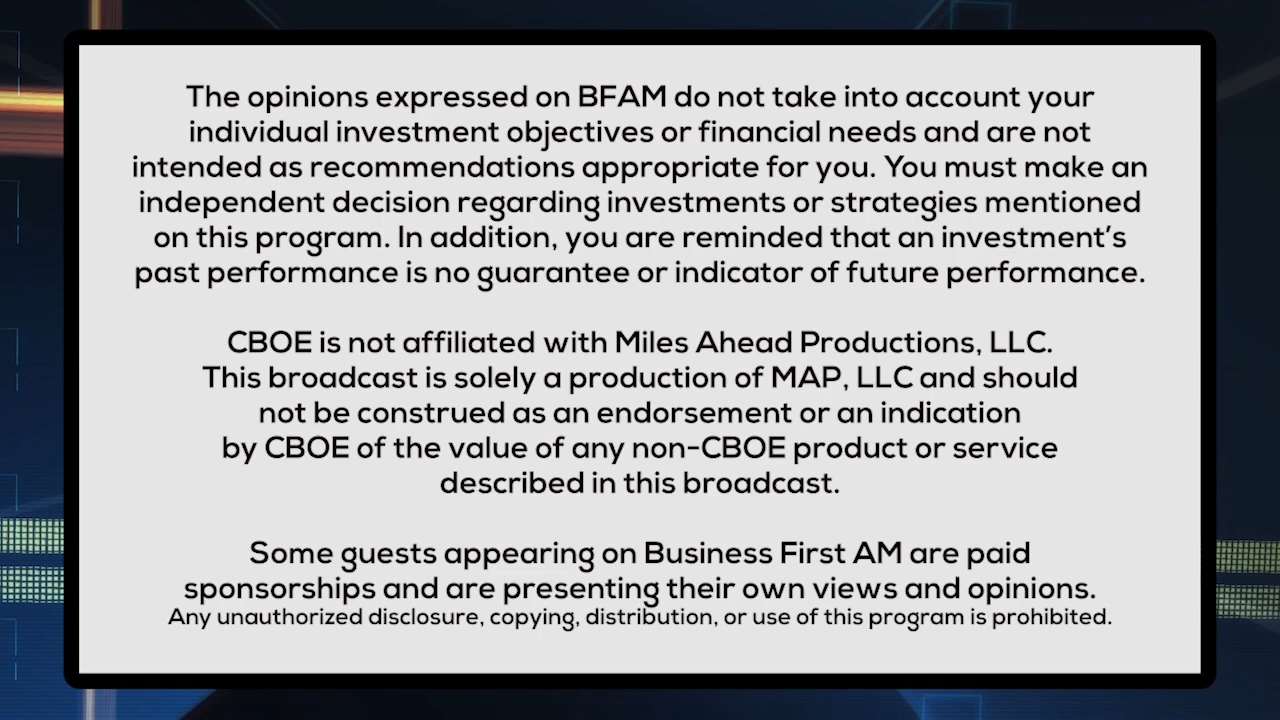 The opinions expressed on BFAM do not take into account your
individual investment objectives or financial needs and are not
intended as recommendations appropriate for you. You must make an
independent decision regarding investments or strategies mentioned
on this program. In addition, you are reminded that an investment's
past performance is no guarantee or indicator of future performance.
CBOE is not affiliated with Miles Ahead Productions, LLC.
This broadcast is solely a production of MAP, LLC and should
not be construed as an endorsement or an indication
by CBOE of the value of any non-CBOE product or service
described in this broadcast.
Some guests appearing on Business First AM are paid
sponsorships and are presenting their own views and opinions.
Any unauthorized disclosure, copying, distribution, or use of this program is prohibited.